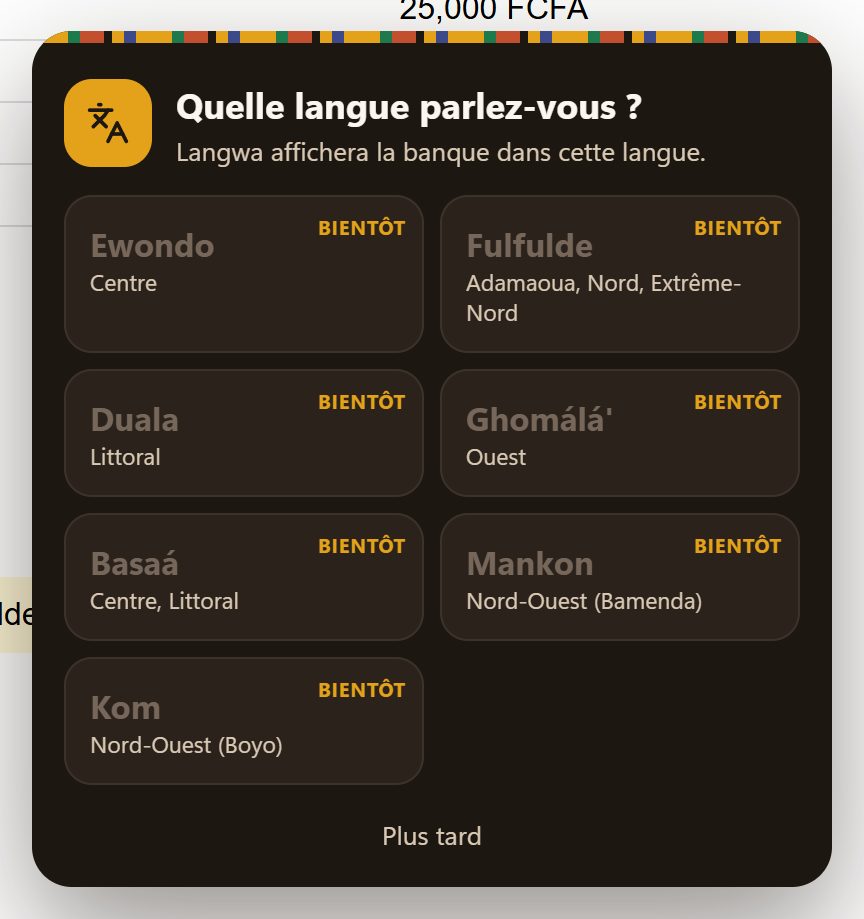 25,000 FCFA
Quelle langue parlez-vous ?
Langwa affichera la banque dans cette langue.
BIENTÔT
Ewondo
Centre
BIENTÔT
Fulfulde
Adamaoua, Nord, Extrême-
Nord
BIENTÔT
Duala
Littoral
BIENTÔT
Ghomálá'
Ouest
BIENTÔT
Basaá
Centre, Littoral
BIENTÔT
Mankon
Nord-Ouest (Bamenda)
BIENTÔT
Kom
Nord-Ouest (Boyo)
Plus tard